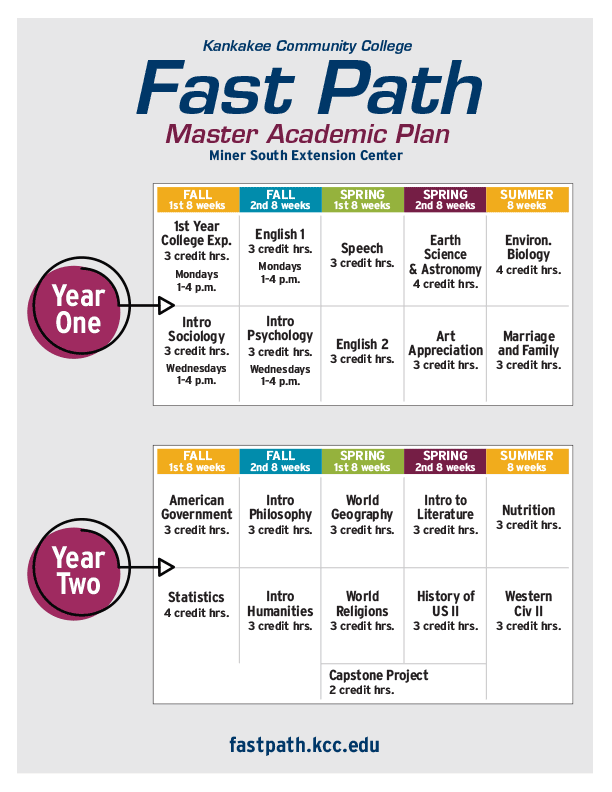 Kankakee Community College
Fast Path
Master Academic Plan
Miner South Extension Center
FALL
1st 8 weeks
FALL
2nd 8 weeks
SPRING
1st 8 weeks
SPRING
2nd 8 weeks
SUMMER
8 weeks
Year
One
1st Year
College Exp.
3 credit hrs.
Mondays
1-4 p.m.
English 1
3 credit hrs.
Mondays
1-4 p.m.
Speech
3 credit hrs.
Earth
Science
& Astronomy
4 credit hrs.
Environ.
Biology
4 credit hrs.
Intro
Sociology
3 credit hrs.
Wednesdays
1-4 p.m.
Intro
Psychology
3 credit hrs.
Wednesdays
1-4 p.m.
English 2
3 credit hrs.
Art
Appreciation
3 credit hrs.
Marriage
and Family
3 credit hrs.
FALL
1st 8 weeks
FALL
2nd 8 weeks
SPRING
1st 8 weeks
SPRING
2nd 8 weeks
SUMMER
8 weeks
Year
Two
American
Government
3 credit hrs.
Intro
Philosophy
3 credit hrs.
World
Geography
3 credit hrs.
Intro to
Literature
3 credit hrs.
Nutrition
3 credit hrs.
Statistics
4 credit hrs.
Intro
Humanities
3 credit hrs.
World
Religions
3 credit hrs.
History of
US II
3 credit hrs.
Western
Civ II
3 credit hrs.
Capstone Project
2 credit hrs.
fastpath.kcc.edu